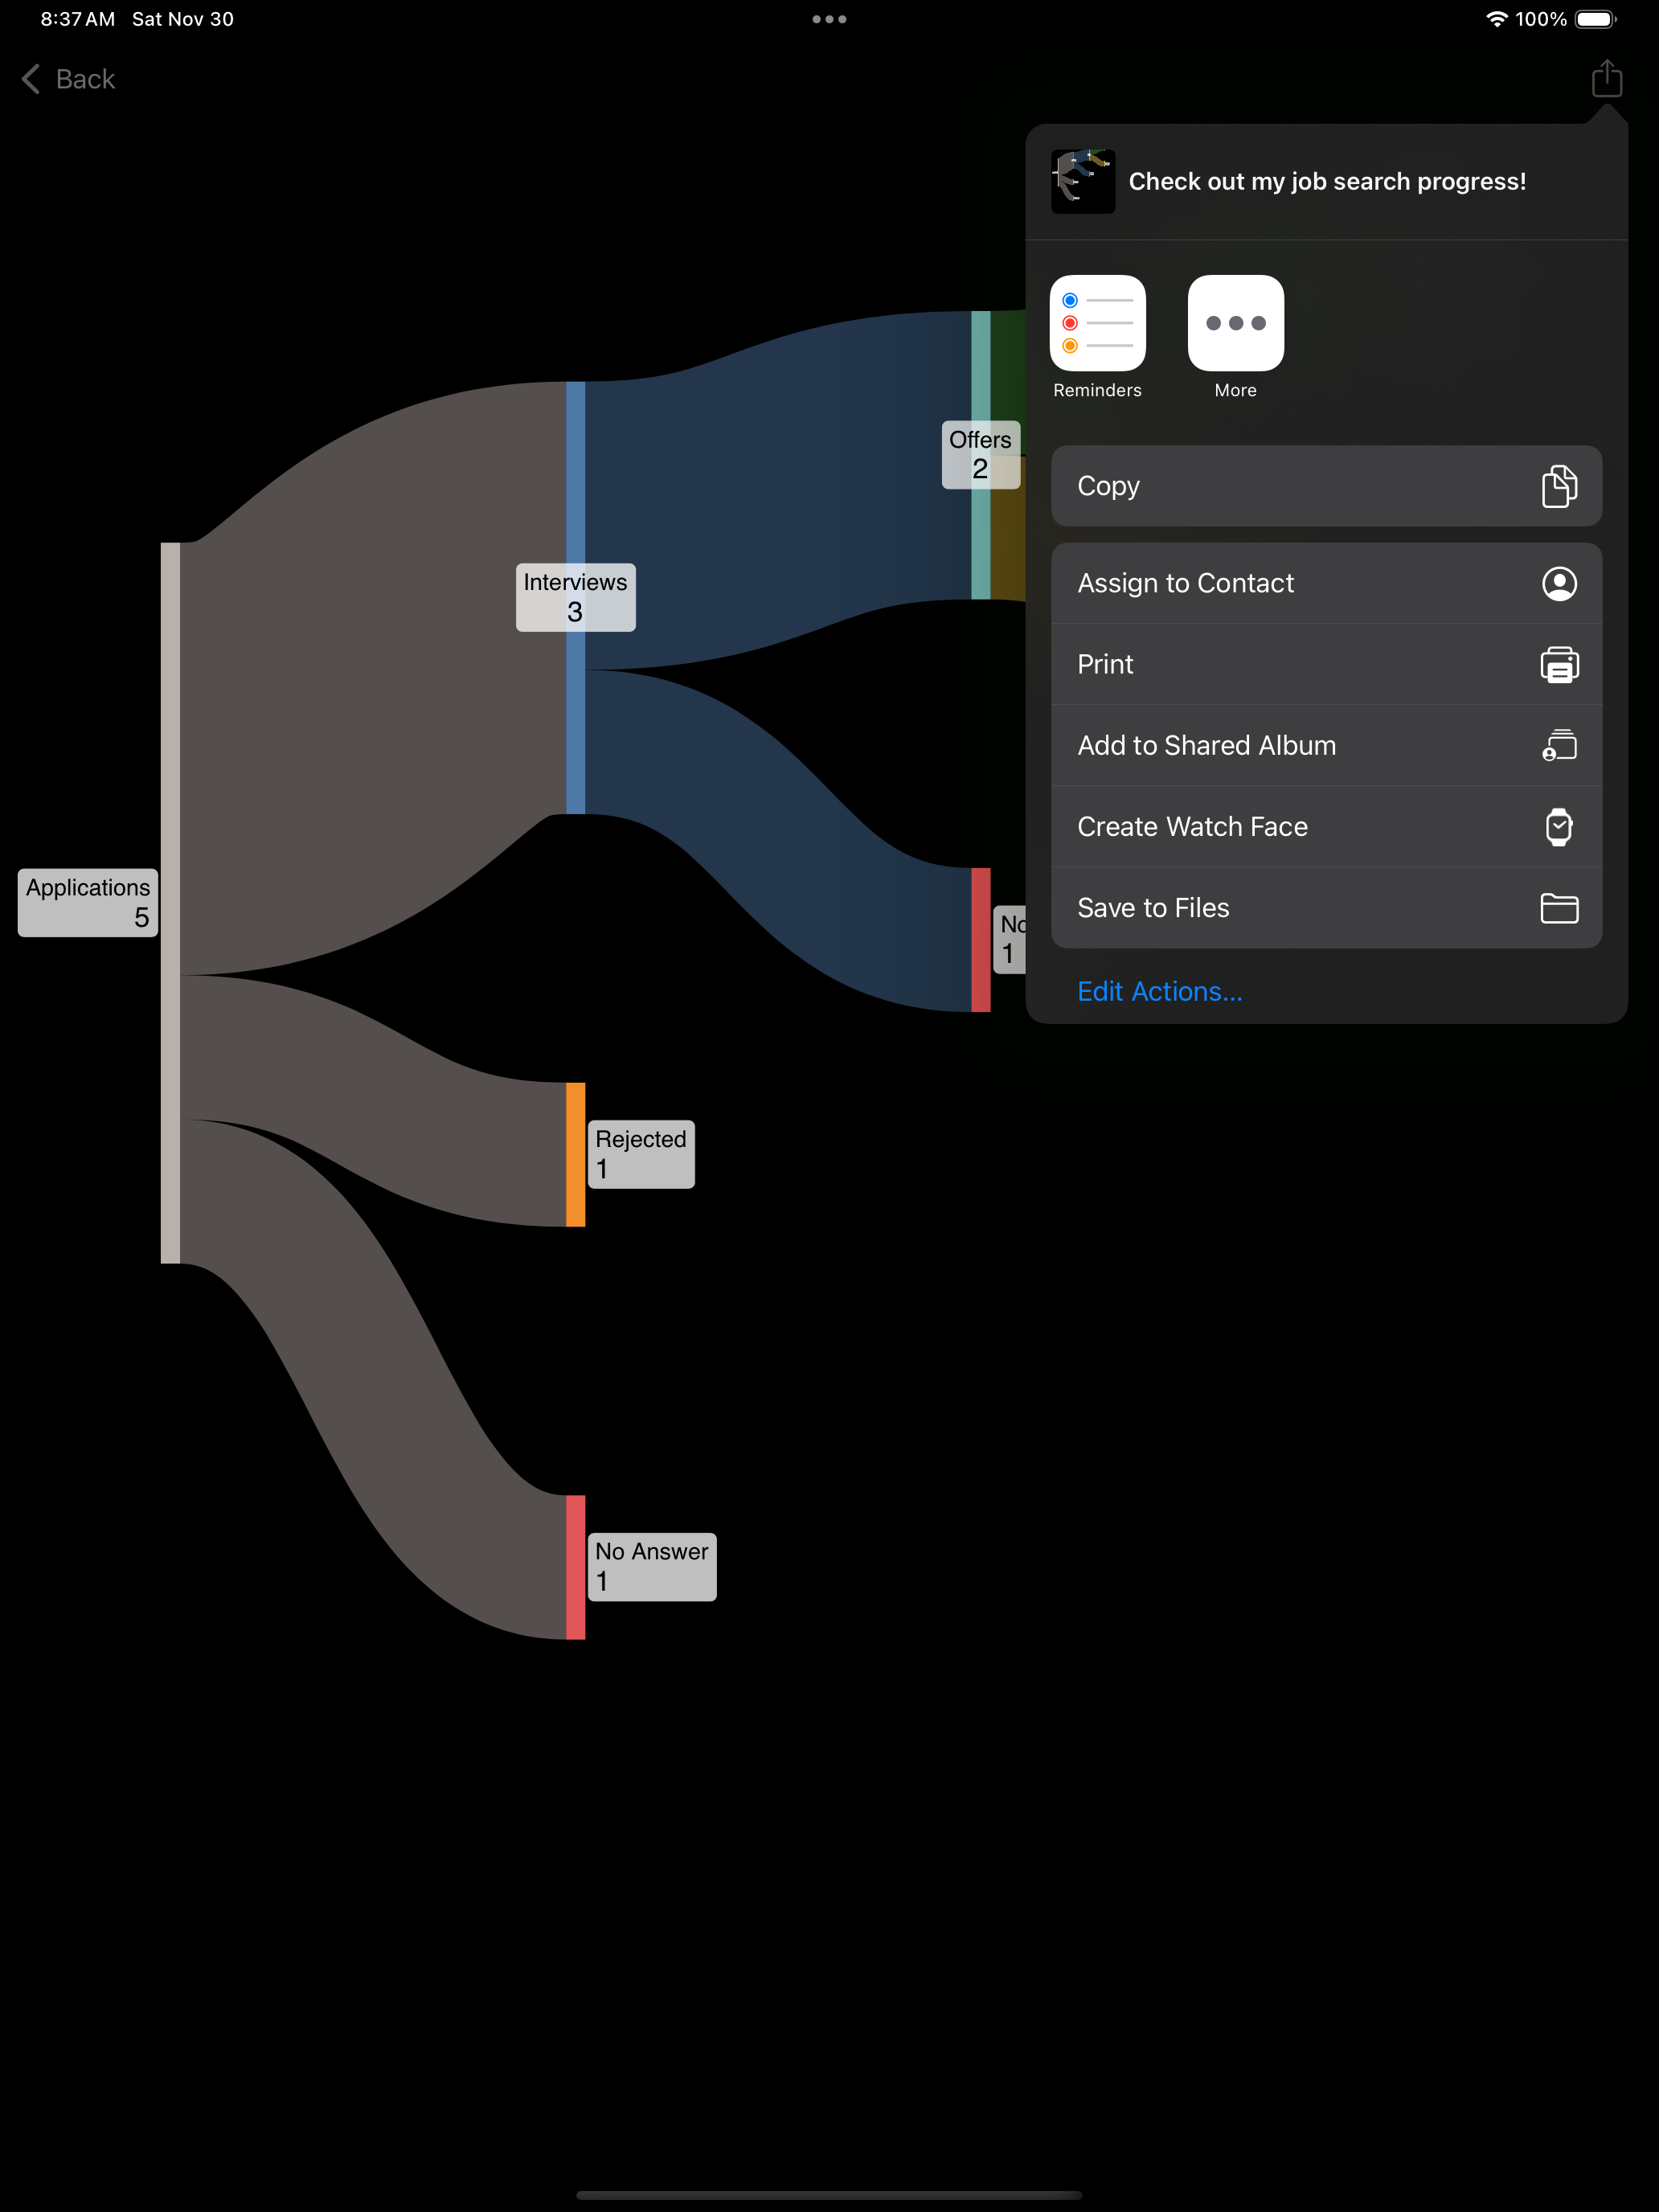 8:37 AM Sat Nov 30
100%
Back
Check out my job search progress!
Reminders
More
Copy
Assign to Contact
Print
Add to Shared Album
Create Watch Face
Save to Files
Edit Actions...
Offers
2
Interviews
3
Applications
5
1
Rejected
1
No Answer
1